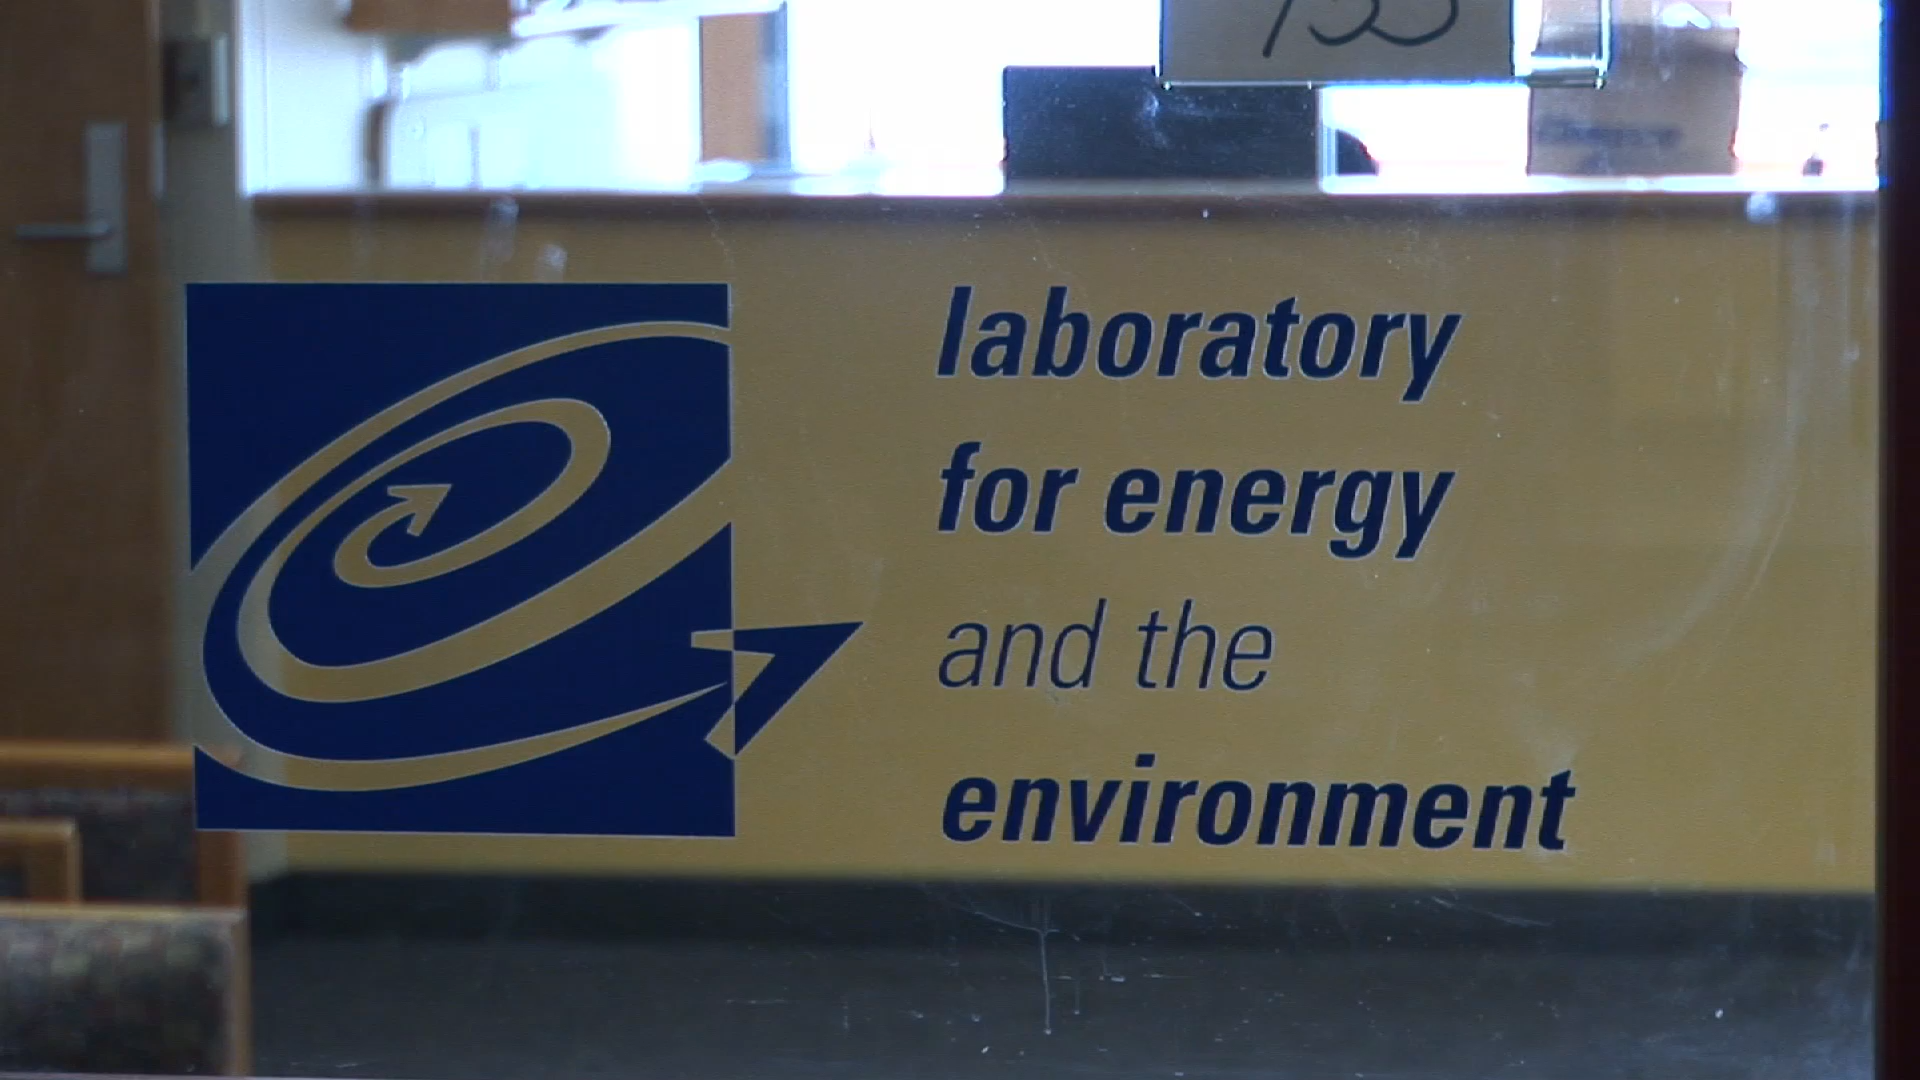 laboratory
for energy
and the
environment